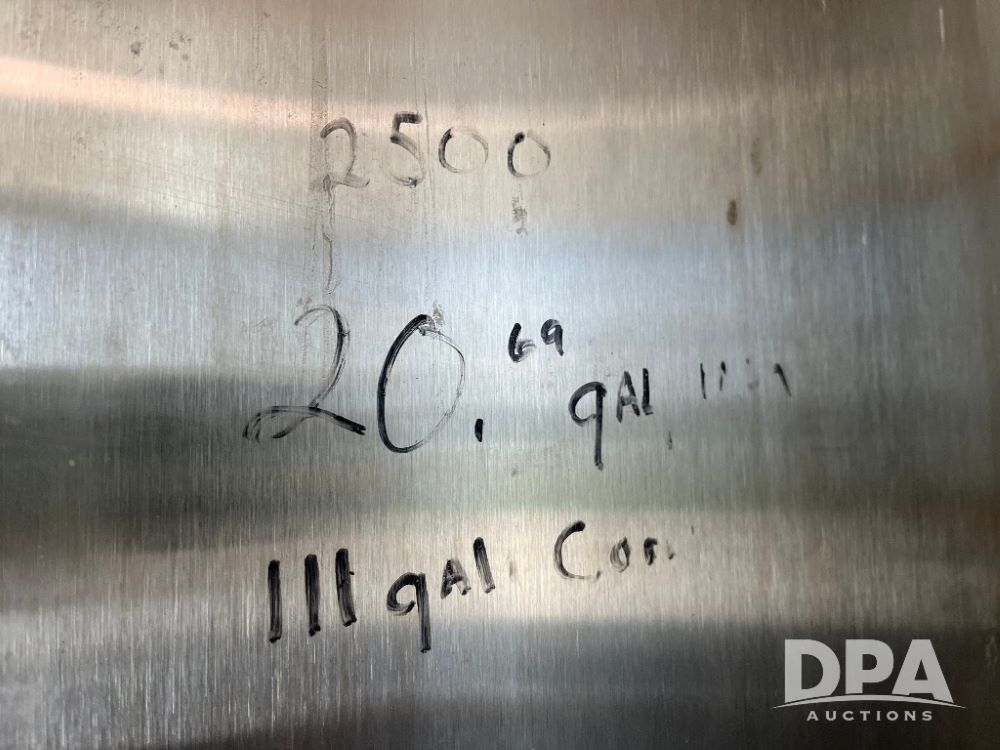 2500
20.69 gal
111 gal Con
DPA
AUCTIONS